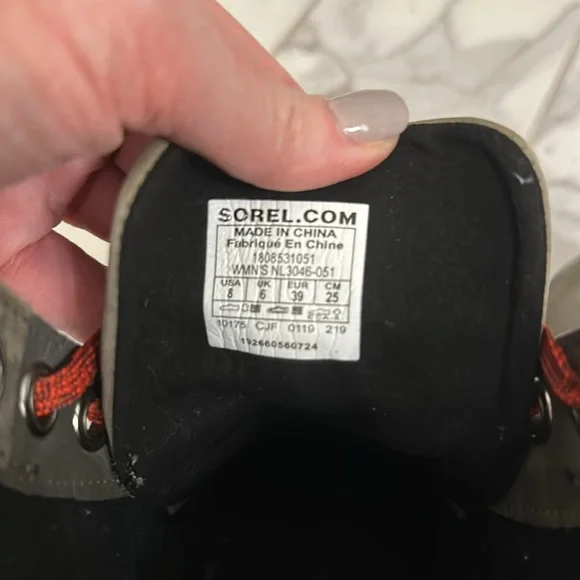 SOREL.COM
MADE IN CHINA
Fabriqué En Chine
1808531051
WMN'S NL3046-051
USA UK EUR CM
8 6 39 25
10175 CJF 0119 219
192660560724